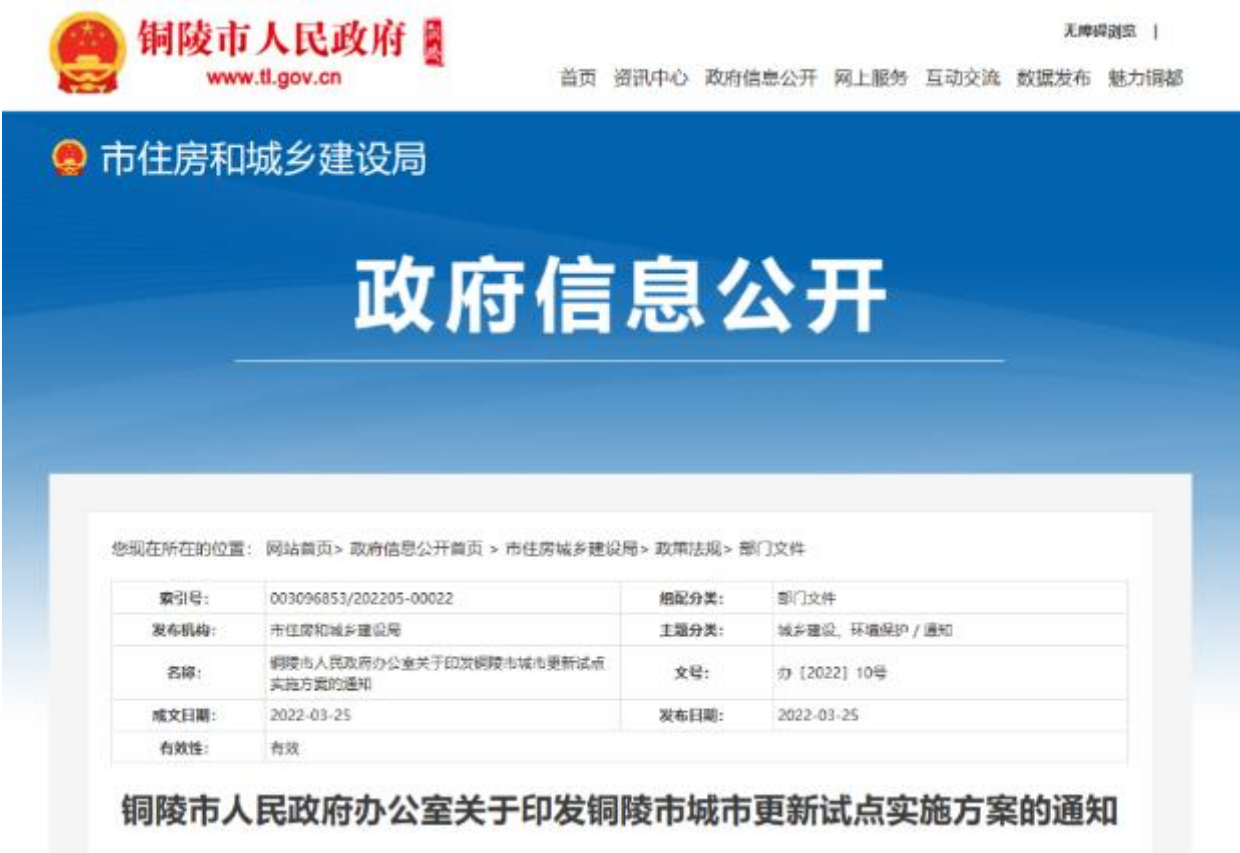 铜陵市人民政府
www.tl.gov.cn
无障碍浏览 |
首页 资讯中心 政府信息公开 网上服务 互动交流 数据发布 魅力铜都
市住房和城乡建设局
政府信息公开
您现在所在的位置： 网站首页> 政府信息公开首页 > 市住房城乡建设局> 政策法规> 部门文件
索引号： 003096853/202205-00022 组配分类： 部门文件
发布机构： 市住房和城乡建设局 主题分类： 城乡建设、环境保护 / 通知
名称： 铜陵市人民政府办公室关于印发铜陵市城市更新试点
实施方案的通知 文号： 办〔2022〕10号
成文日期： 2022-03-25 发布日期： 2022-03-25
有效性： 有效
铜陵市人民政府办公室关于印发铜陵市城市更新试点实施方案的通知